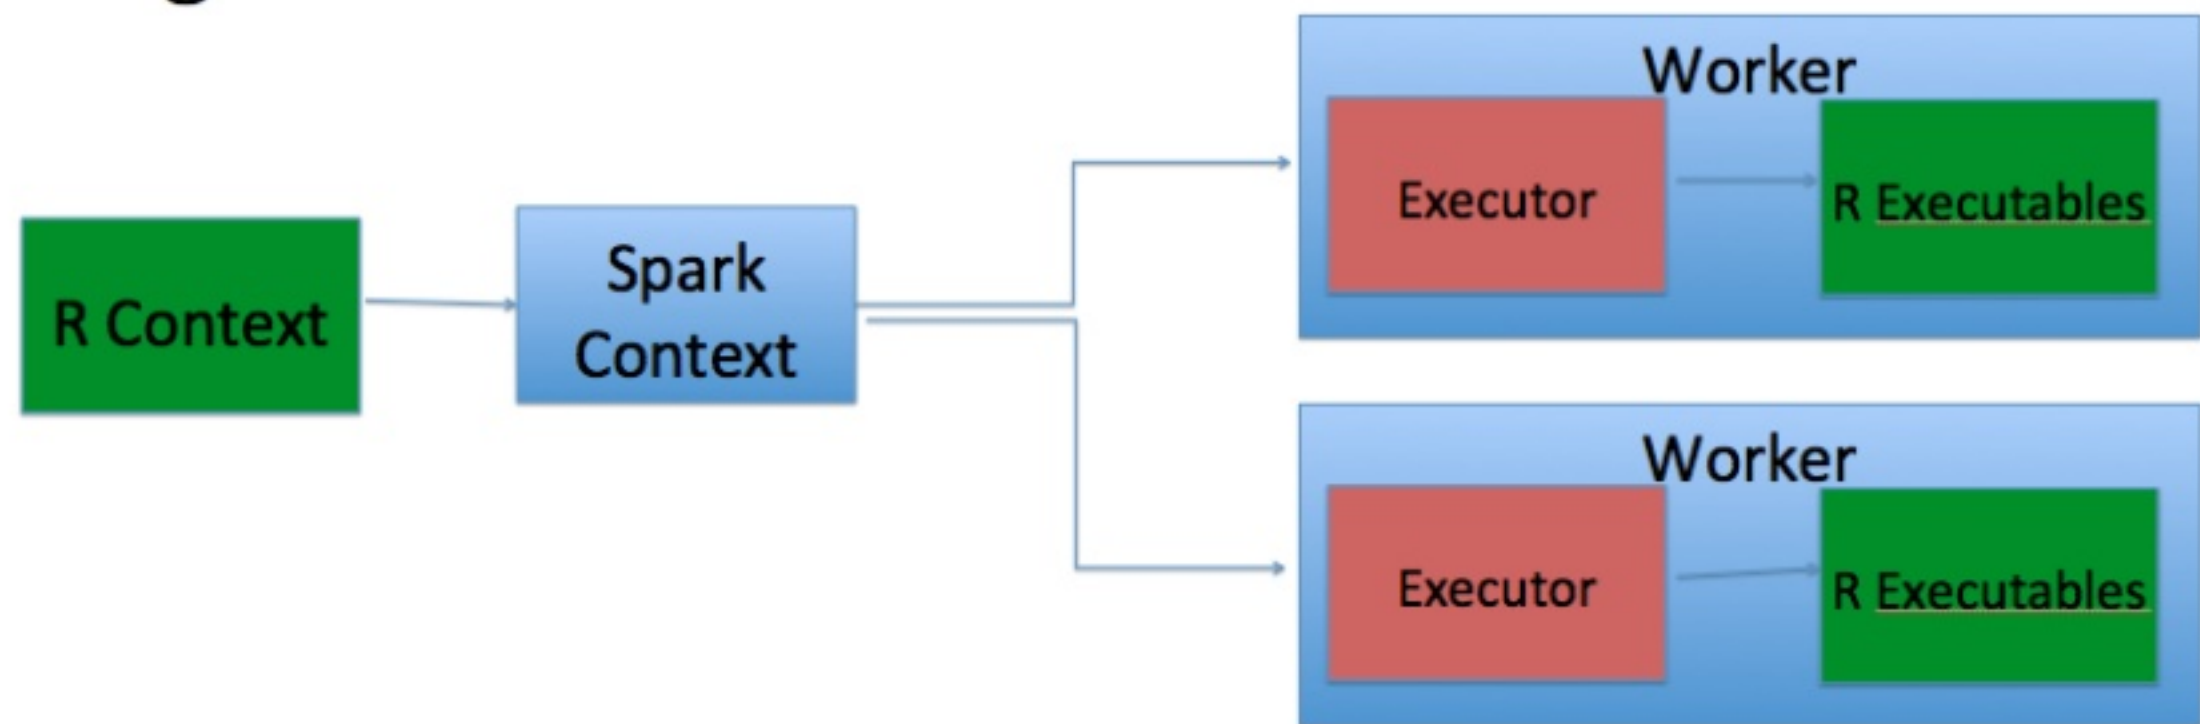 R Context
Spark
Context
Worker
Executor
R Executables
Worker
Executor
R Executables